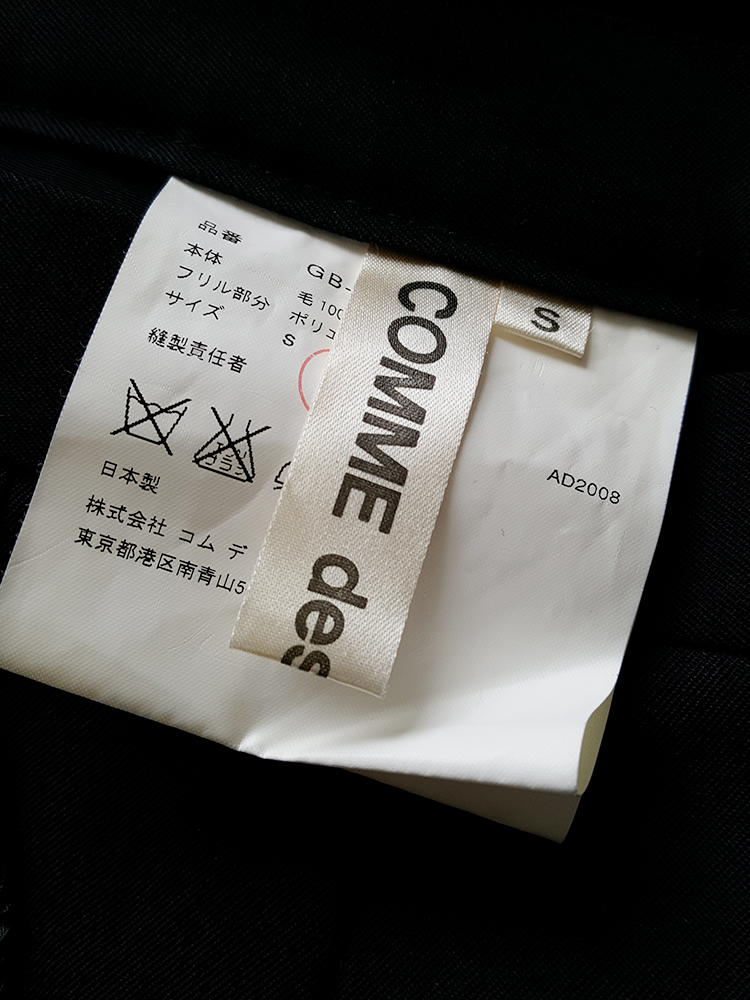 品番 GB-
本体 毛100
フリル部分 ポリエ
サイズ S
縫製責任者
日本製
株式会社 コム デ
東京都港区南青山5
COMME des
S
AD2008